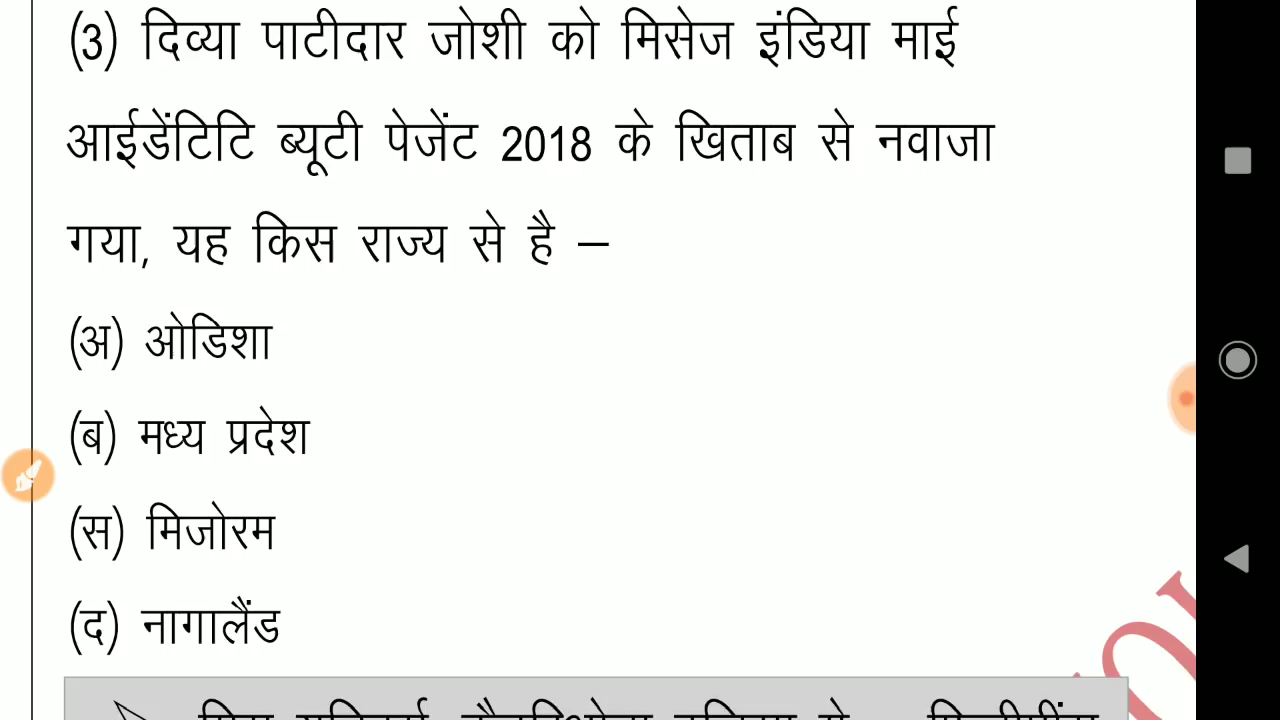 (3) दिव्या पाटीदार जोशी को मिसेज इंडिया माई
आईडेंटिटि ब्यूटी पेजेंट 2018 के खिताब से नवाजा
गया, यह किस राज्य से है –
(अ) ओडिशा
(ब) मध्य प्रदेश
(स) मिजोरम
(द) नागालैंड